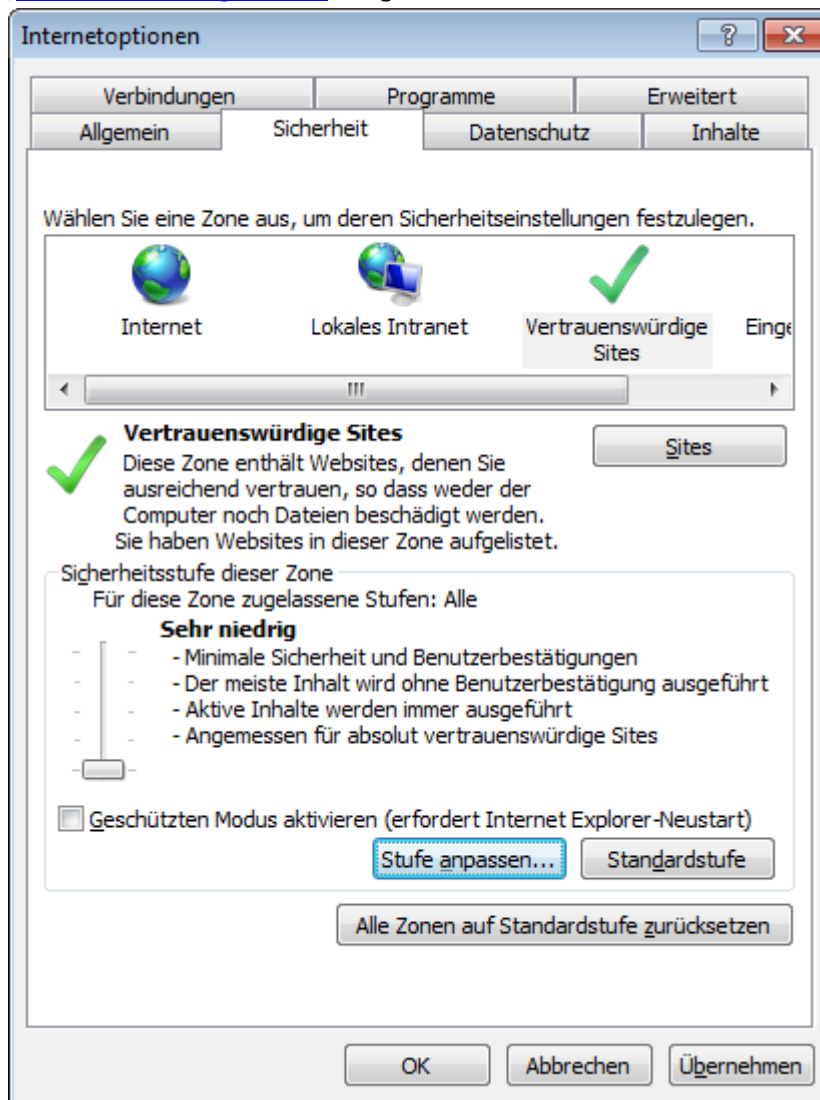 Internetoptionen
Verbindungen Programme Erweitert
Allgemein Sicherheit Datenschutz Inhalte
Wählen Sie eine Zone aus, um deren Sicherheitseinstellungen festzulegen.
Internet Lokales Intranet Vertrauenswürdige Sites Einge
Vertrauenswürdige Sites
Sites
Diese Zone enthält Websites, denen Sie
ausreichend vertrauen, so dass weder der
Computer noch Dateien beschädigt werden.
Sie haben Websites in dieser Zone aufgelistet.
Sicherheitsstufe dieser Zone
Für diese Zone zugelassene Stufen: Alle
Sehr niedrig
- Minimale Sicherheit und Benutzerbestätigungen
- Der meiste Inhalt wird ohne Benutzerbestätigung ausgeführt
- Aktive Inhalte werden immer ausgeführt
- Angemessen für absolut vertrauenswürdige Sites
Geschützten Modus aktivieren (erfordert Internet Explorer-Neustart)
Stufe anpassen... Standardstufe
Alle Zonen auf Standardstufe zurücksetzen
OK Abbrechen Übernehmen